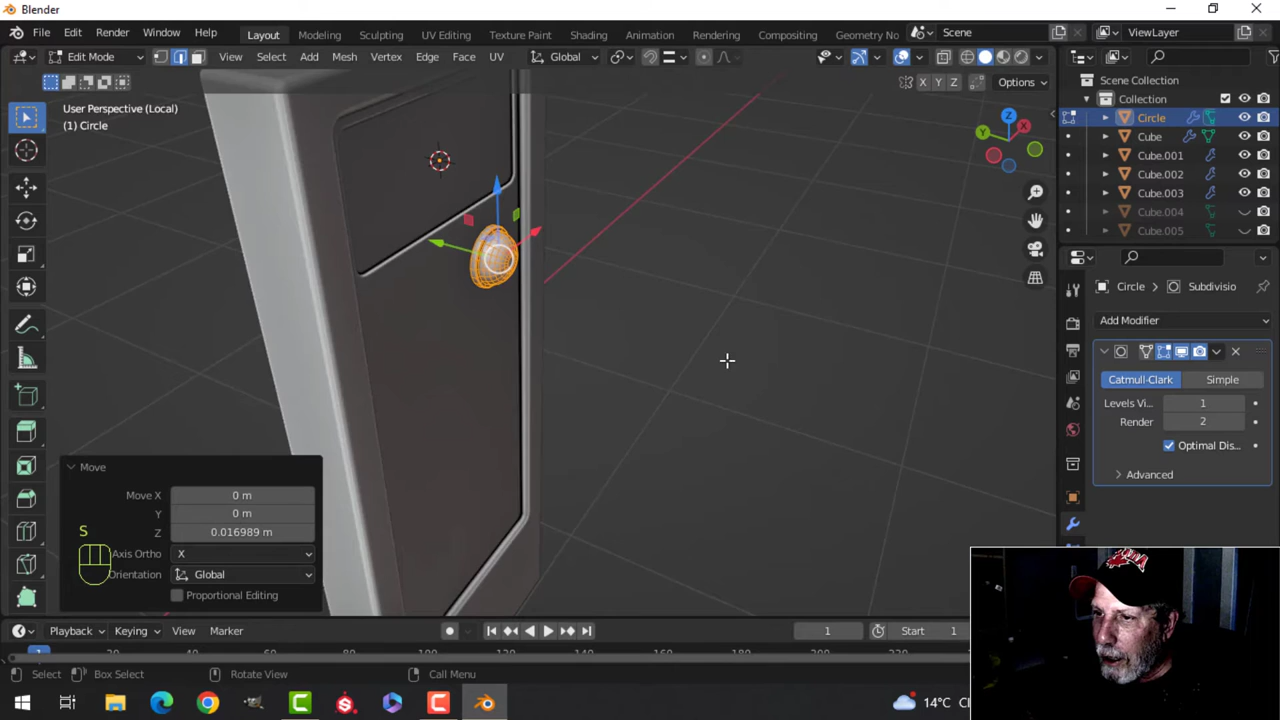 Blender
File Edit Render Window Help
Layout Modeling Sculpting UV Editing Texture Paint Shading Animation Rendering Compositing Geometry No
Scene ViewLayer
Edit Mode View Select Add Mesh Vertex Edge Face UV Global
X Y Z Options
User Perspective (Local)
(1) Circle
Z
Y
X
Scene Collection
Collection
Circle
Cube
Cube.001
Cube.002
Cube.003
Cube.004
Cube.005
Circle > Subdivisio
Add Modifier
Catmull-Clark Simple
Levels Vi... 1
Render 2
Optimal Dis...
Advanced
Move
Move X 0 m
Y 0 m
Z 0.016989 m
Axis Ortho X
Orientation Global
Proportional Editing
S
Playback Keying View Marker 1 Start 1
20 40 60 80 100 120 140 160 180 200 220
Select Box Select Rotate View Call Menu
14°C